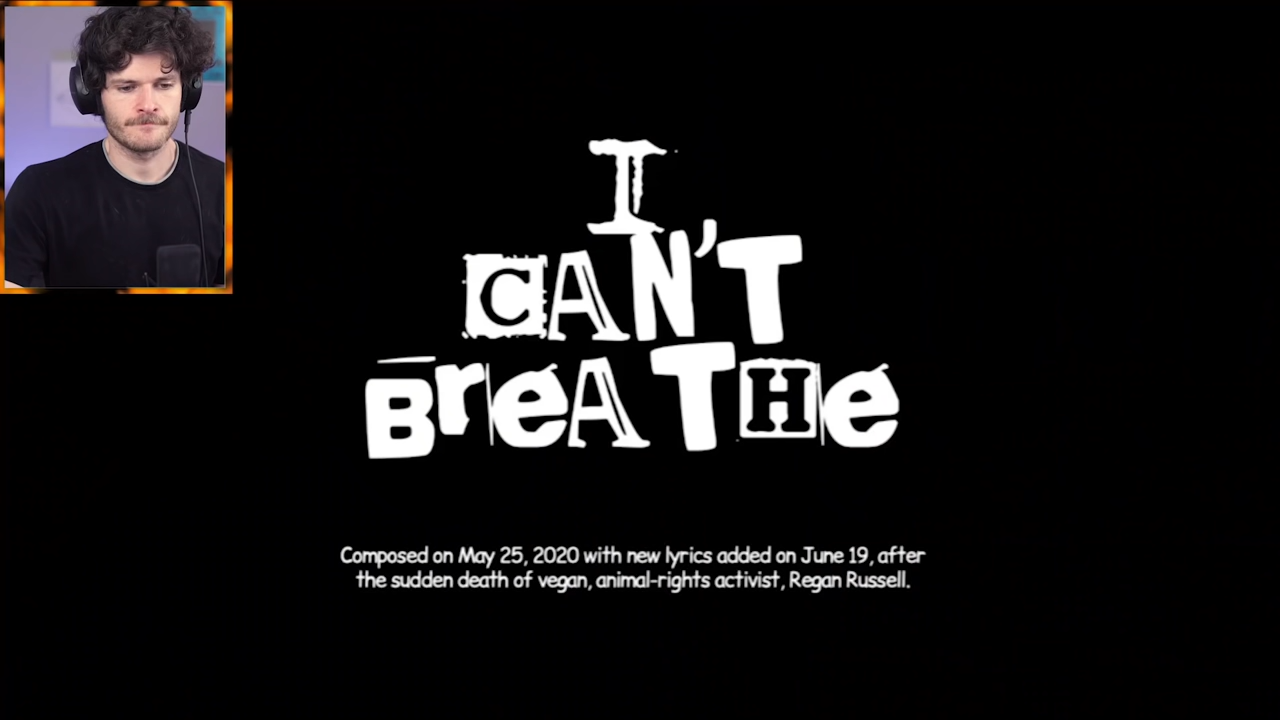 I
CAN'T
BreATHe
Composed on May 25, 2020 with new lyrics added on June 19, after
the sudden death of vegan, animal-rights activist, Regan Russell.